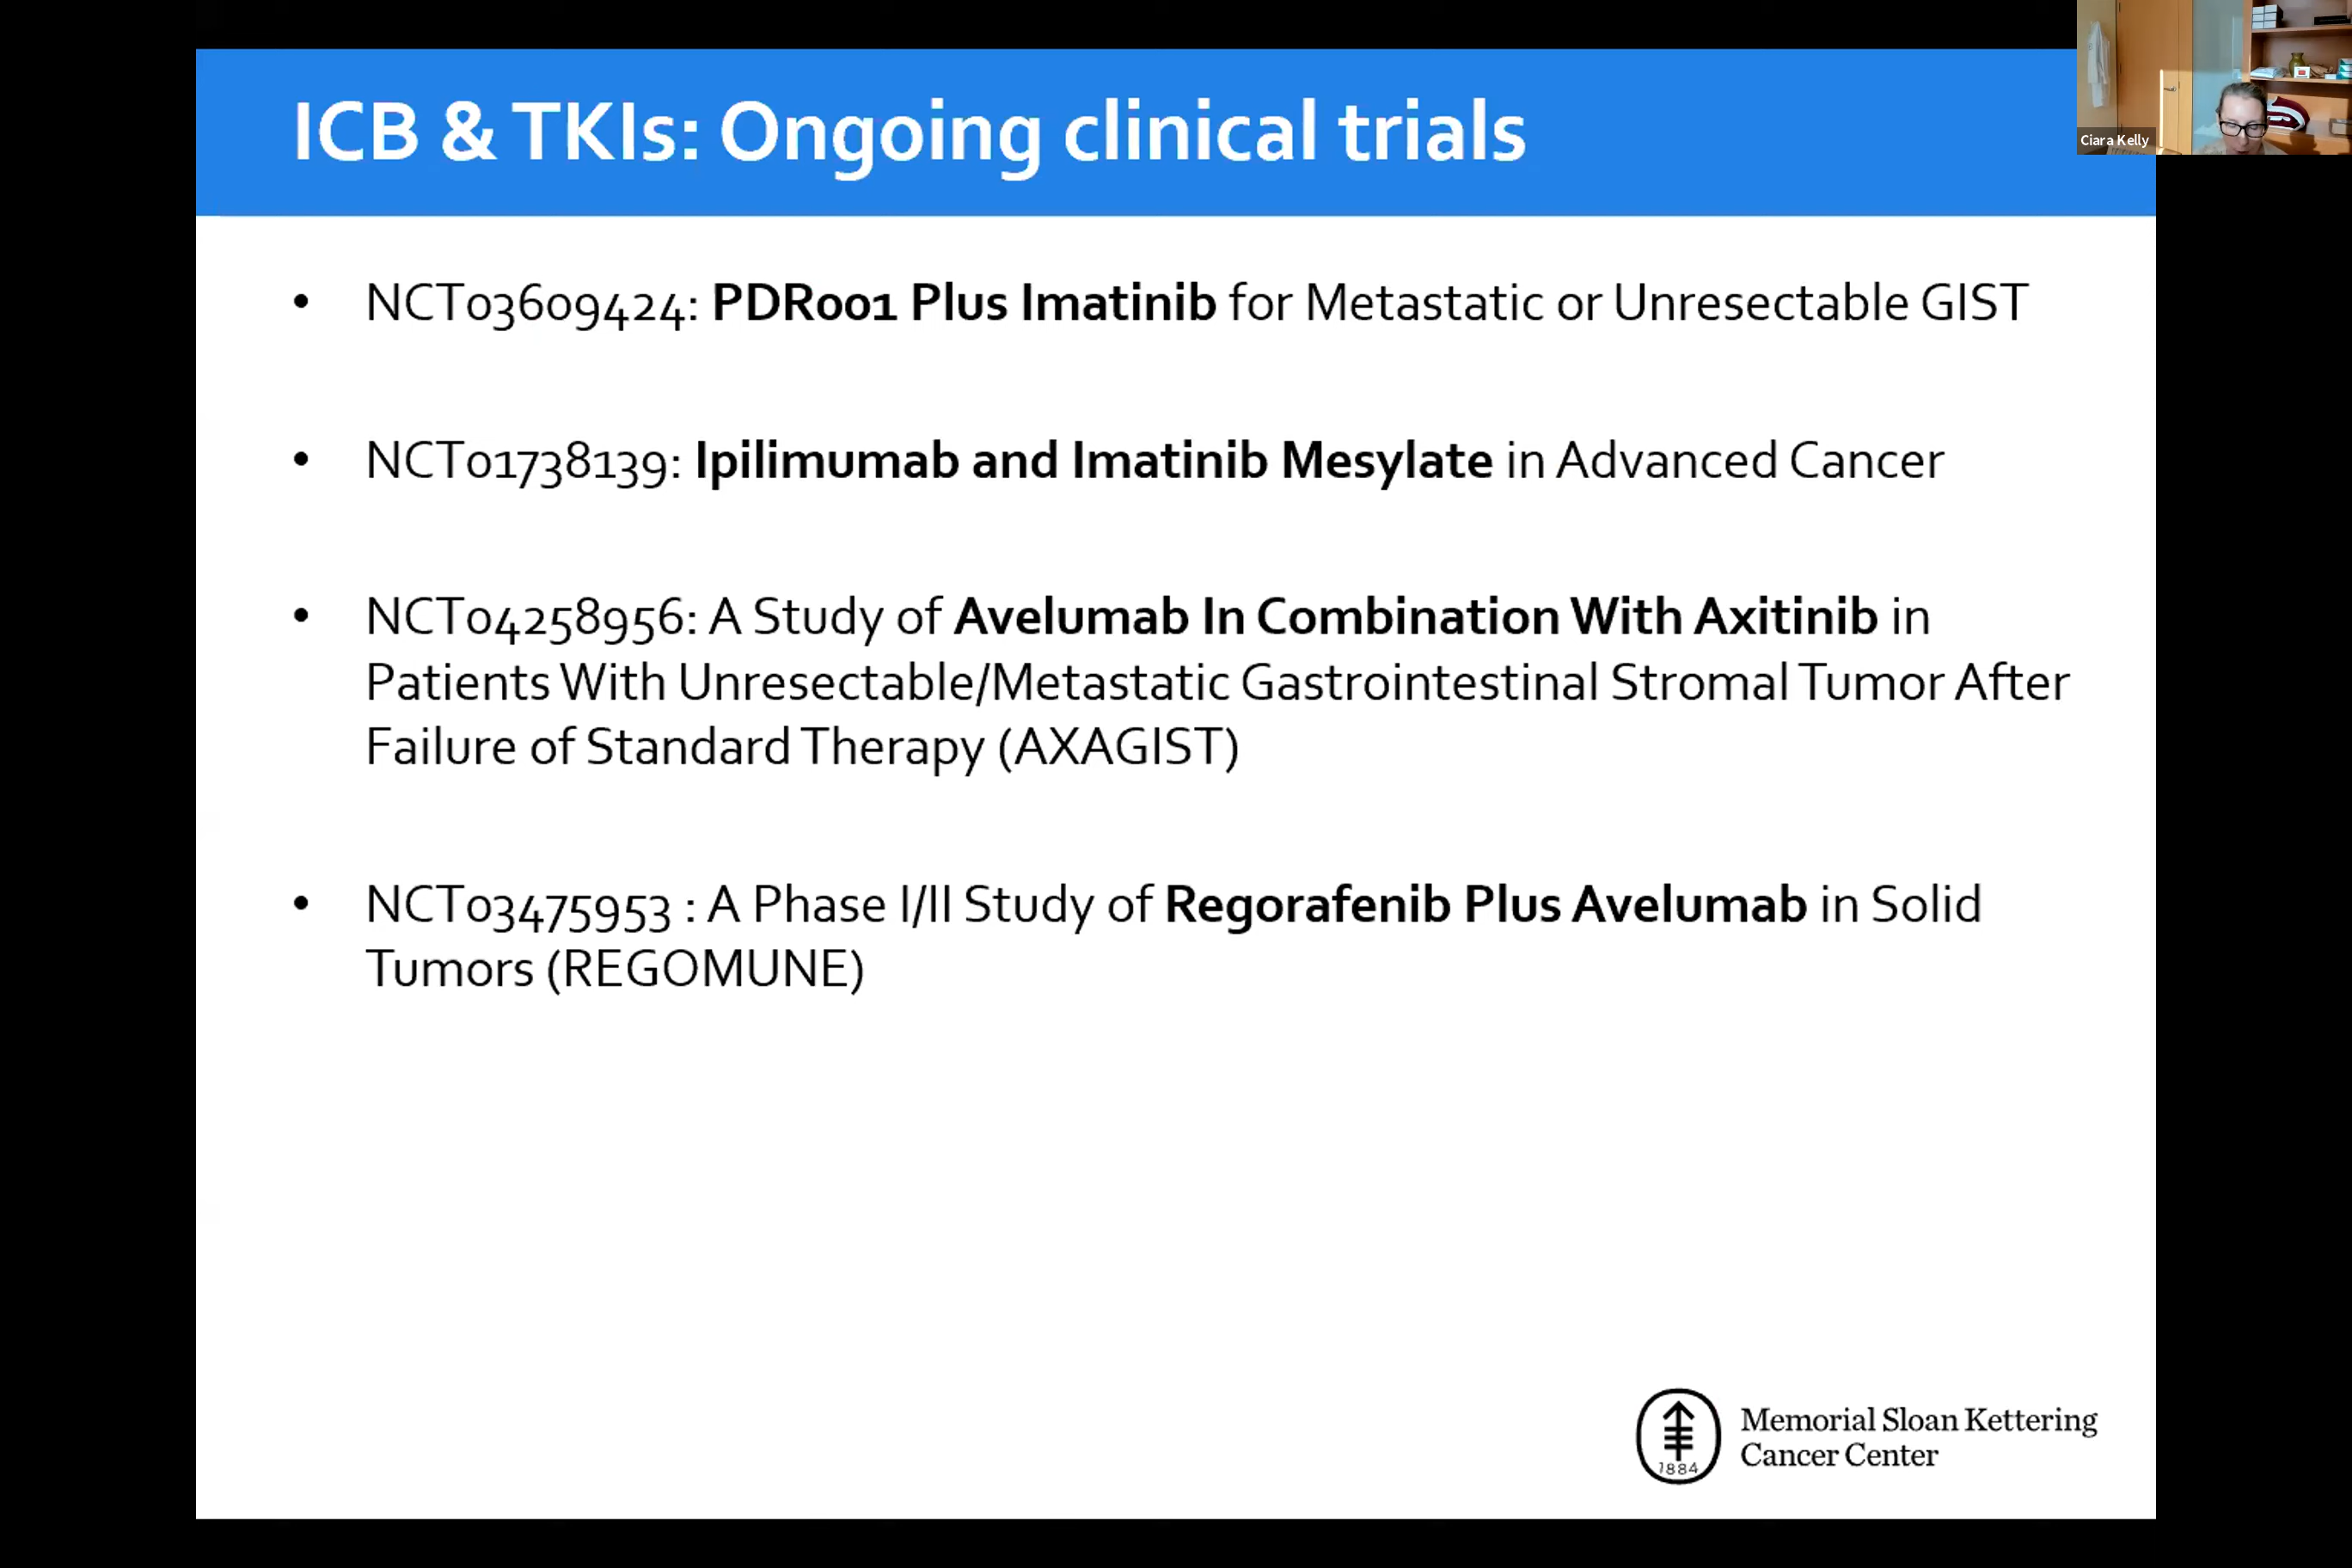 ICB & TKIs: Ongoing clinical trials
Ciara Kelly
• NCT03609424: PDR001 Plus Imatinib for Metastatic or Unresectable GIST
• NCT01738139: Ipilimumab and Imatinib Mesylate in Advanced Cancer
• NCT04258956: A Study of Avelumab In Combination With Axitinib in
Patients With Unresectable/Metastatic Gastrointestinal Stromal Tumor After
Failure of Standard Therapy (AXAGIST)
• NCT03475953 : A Phase I/II Study of Regorafenib Plus Avelumab in Solid
Tumors (REGOMUNE)
Memorial Sloan Kettering
Cancer Center
1884